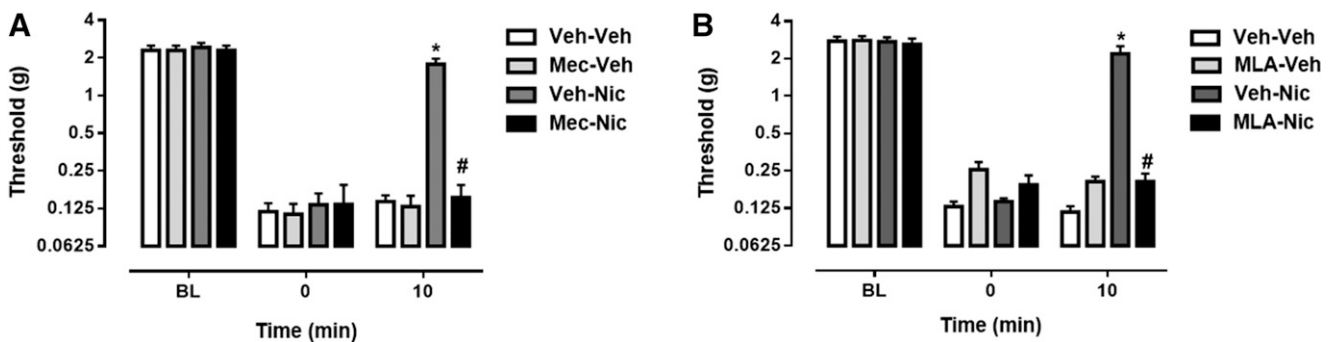 A
Threshold (g)
4
2
1
0.5
0.25
0.125
0.0625
*
#
BL
0
10
Time (min)
Veh-Veh
Mec-Veh
Veh-Nic
Mec-Nic
B
Threshold (g)
4
2
1
0.5
0.25
0.125
0.0625
*
#
BL
0
10
Time (min)
Veh-Veh
MLA-Veh
Veh-Nic
MLA-Nic